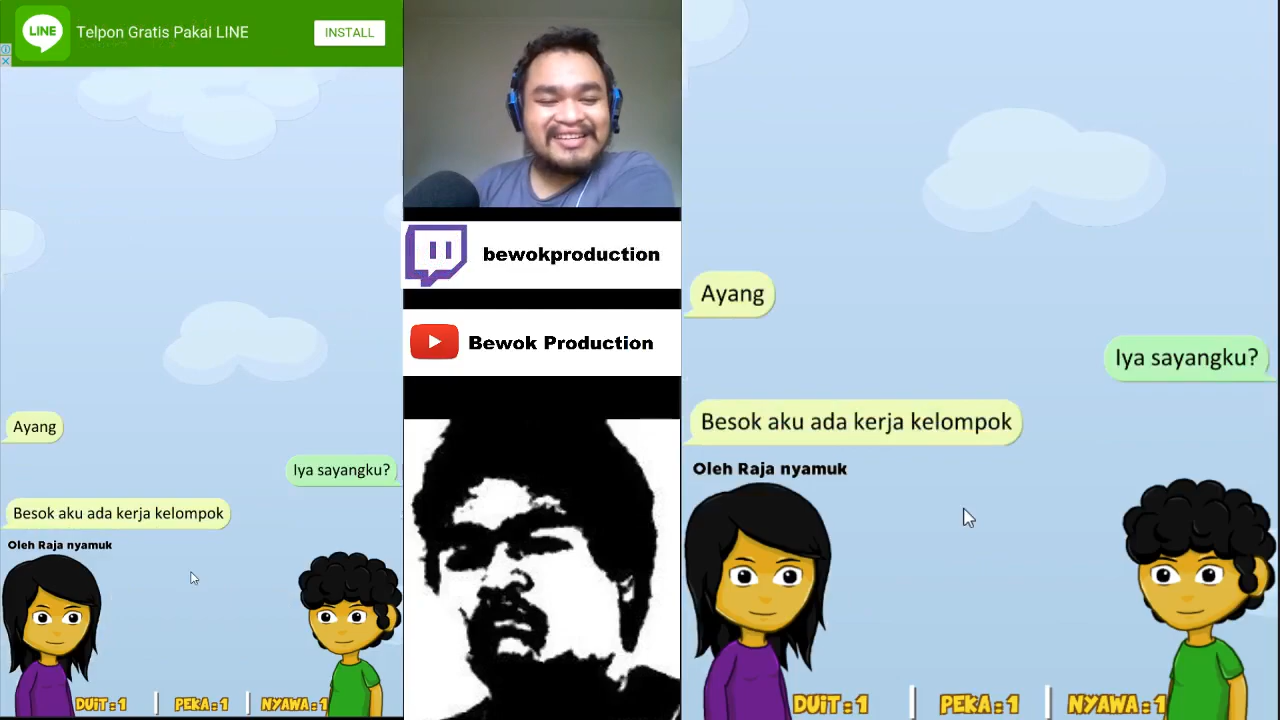 LINE
Telpon Gratis Pakai LINE
INSTALL
Ayang
Iya sayangku?
Besok aku ada kerja kelompok
Oleh Raja nyamuk
DUIT : 1
PEKA : 1
NYAWA : 1
bewokproduction
Bewok Production
Ayang
Iya sayangku?
Besok aku ada kerja kelompok
Oleh Raja nyamuk
DUIT : 1
PEKA : 1
NYAWA : 1